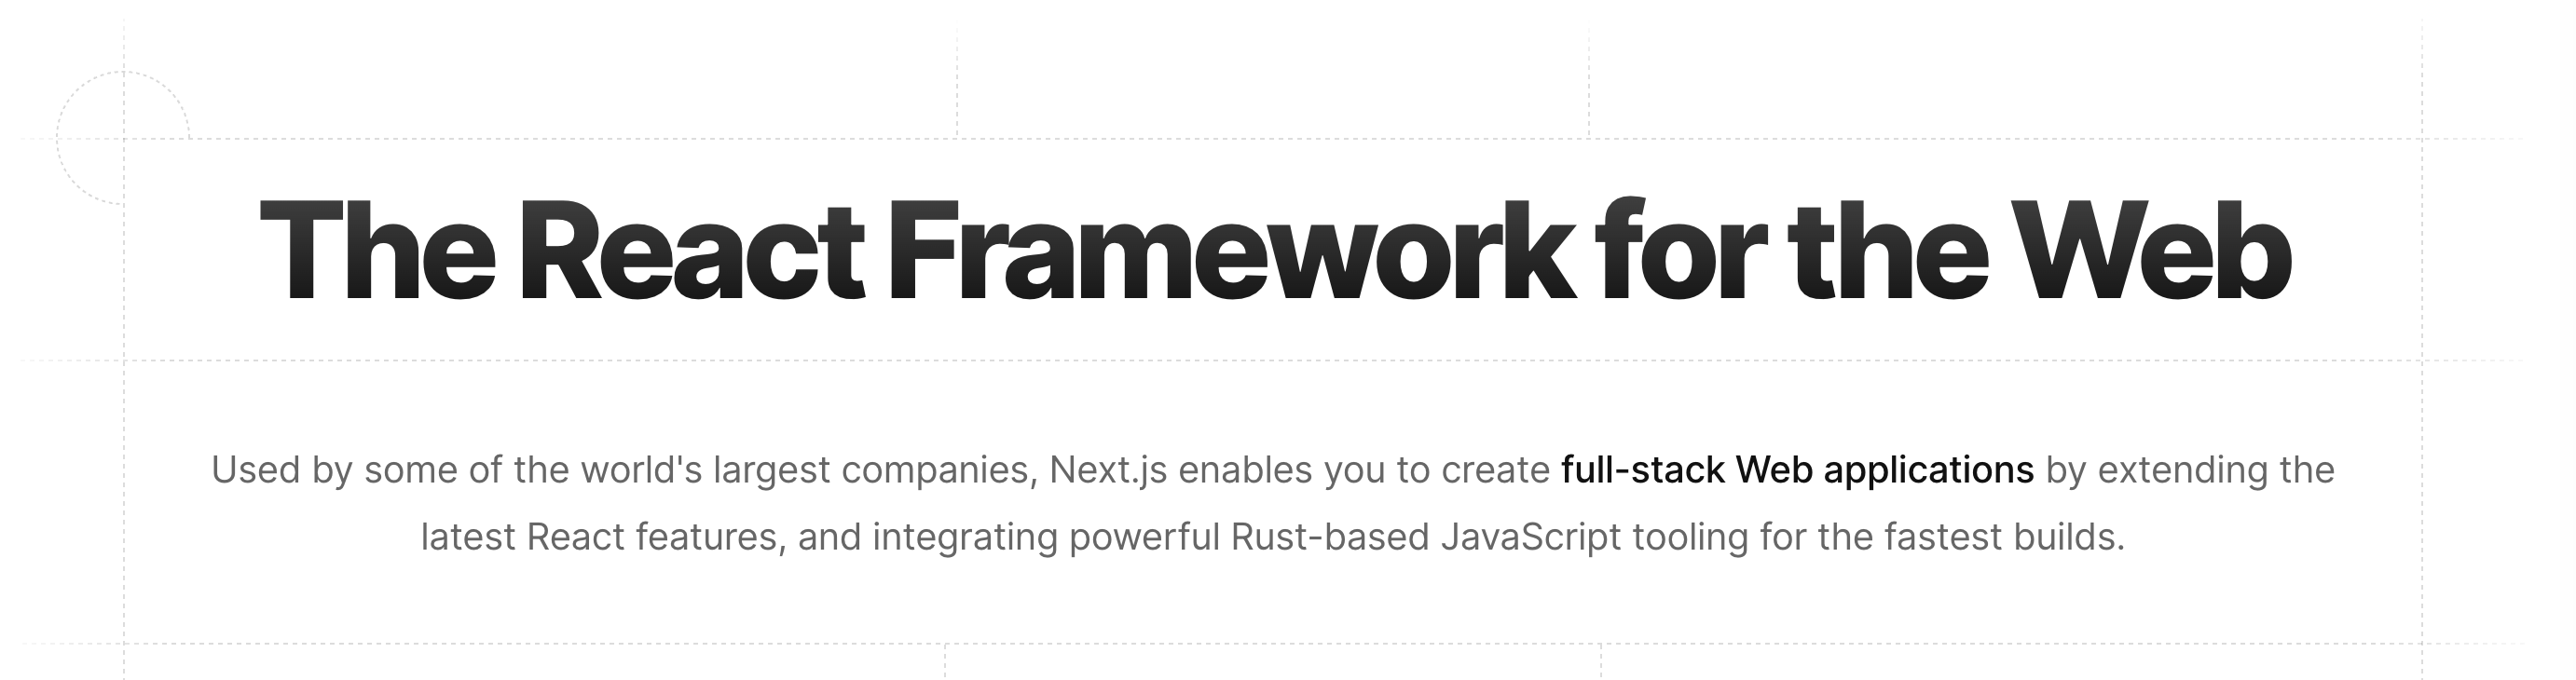 The React Framework for the Web
Used by some of the world's largest companies, Next.js enables you to create full-stack Web applications by extending the
latest React features, and integrating powerful Rust-based JavaScript tooling for the fastest builds.